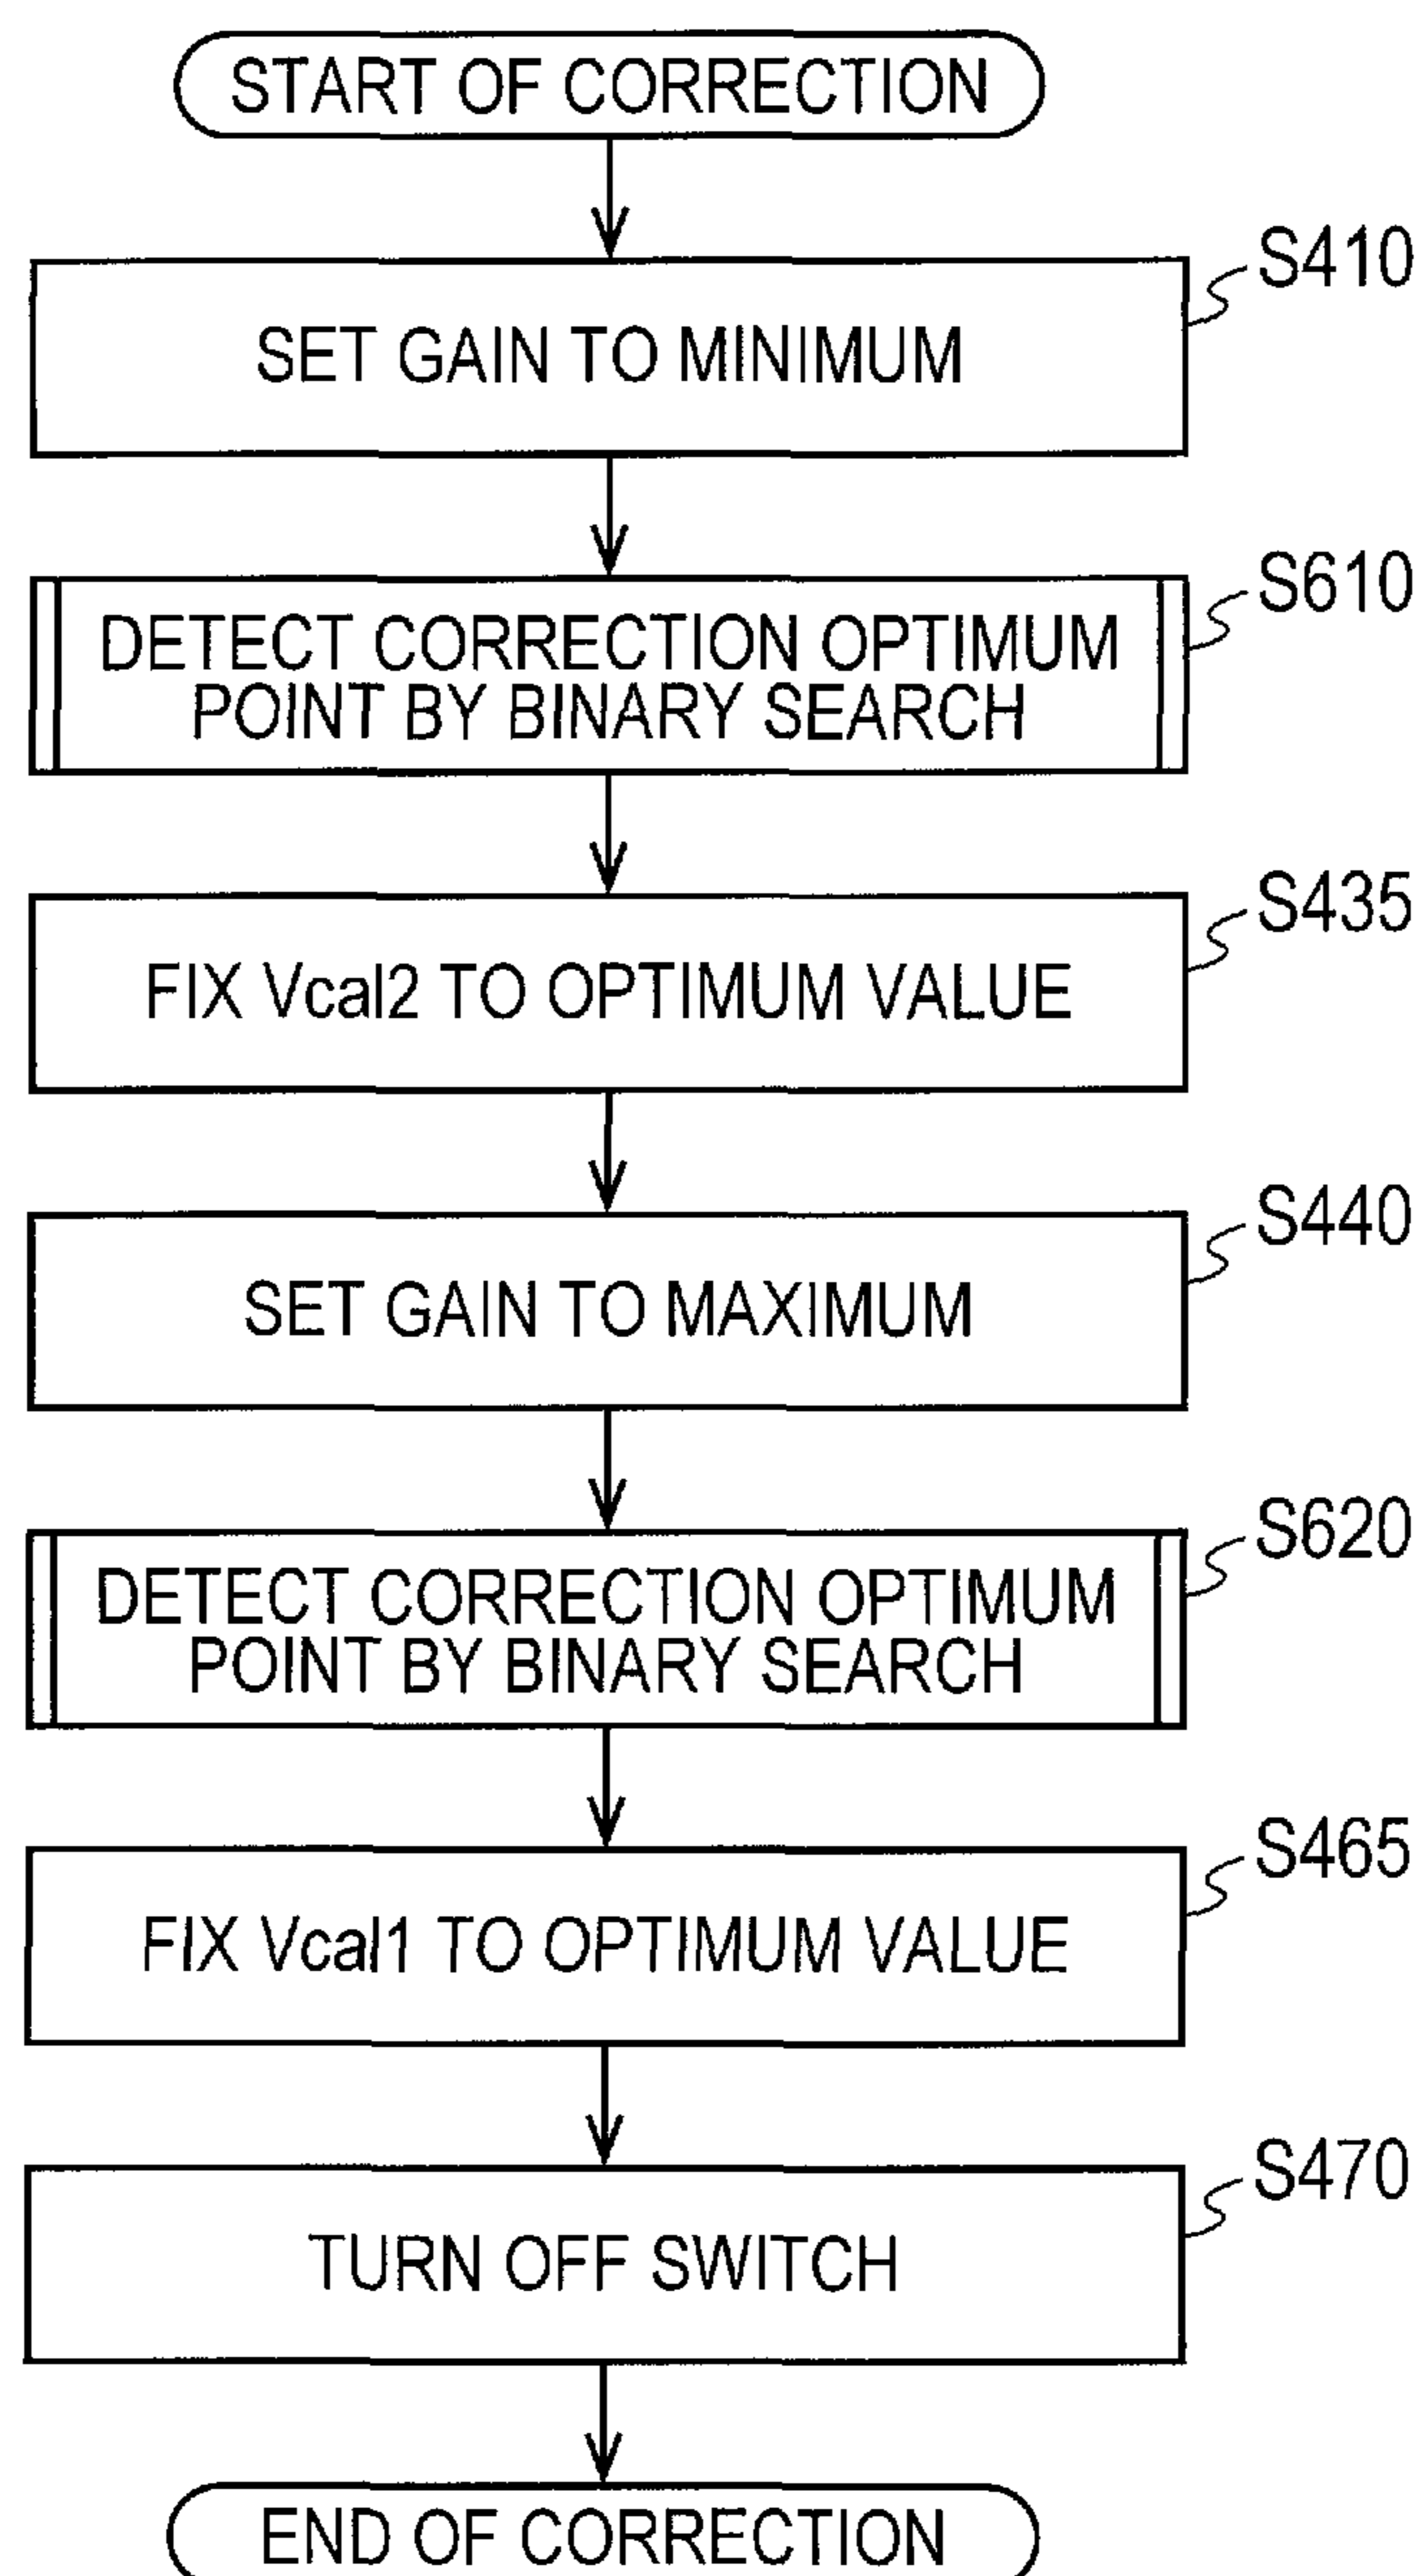 START OF CORRECTION
S410
SET GAIN TO MINIMUM
S610
DETECT CORRECTION OPTIMUM
POINT BY BINARY SEARCH
S435
FIX Vcal2 TO OPTIMUM VALUE
S440
SET GAIN TO MAXIMUM
S620
DETECT CORRECTION OPTIMUM
POINT BY BINARY SEARCH
S465
FIX Vcal1 TO OPTIMUM VALUE
S470
TURN OFF SWITCH
END OF CORRECTION